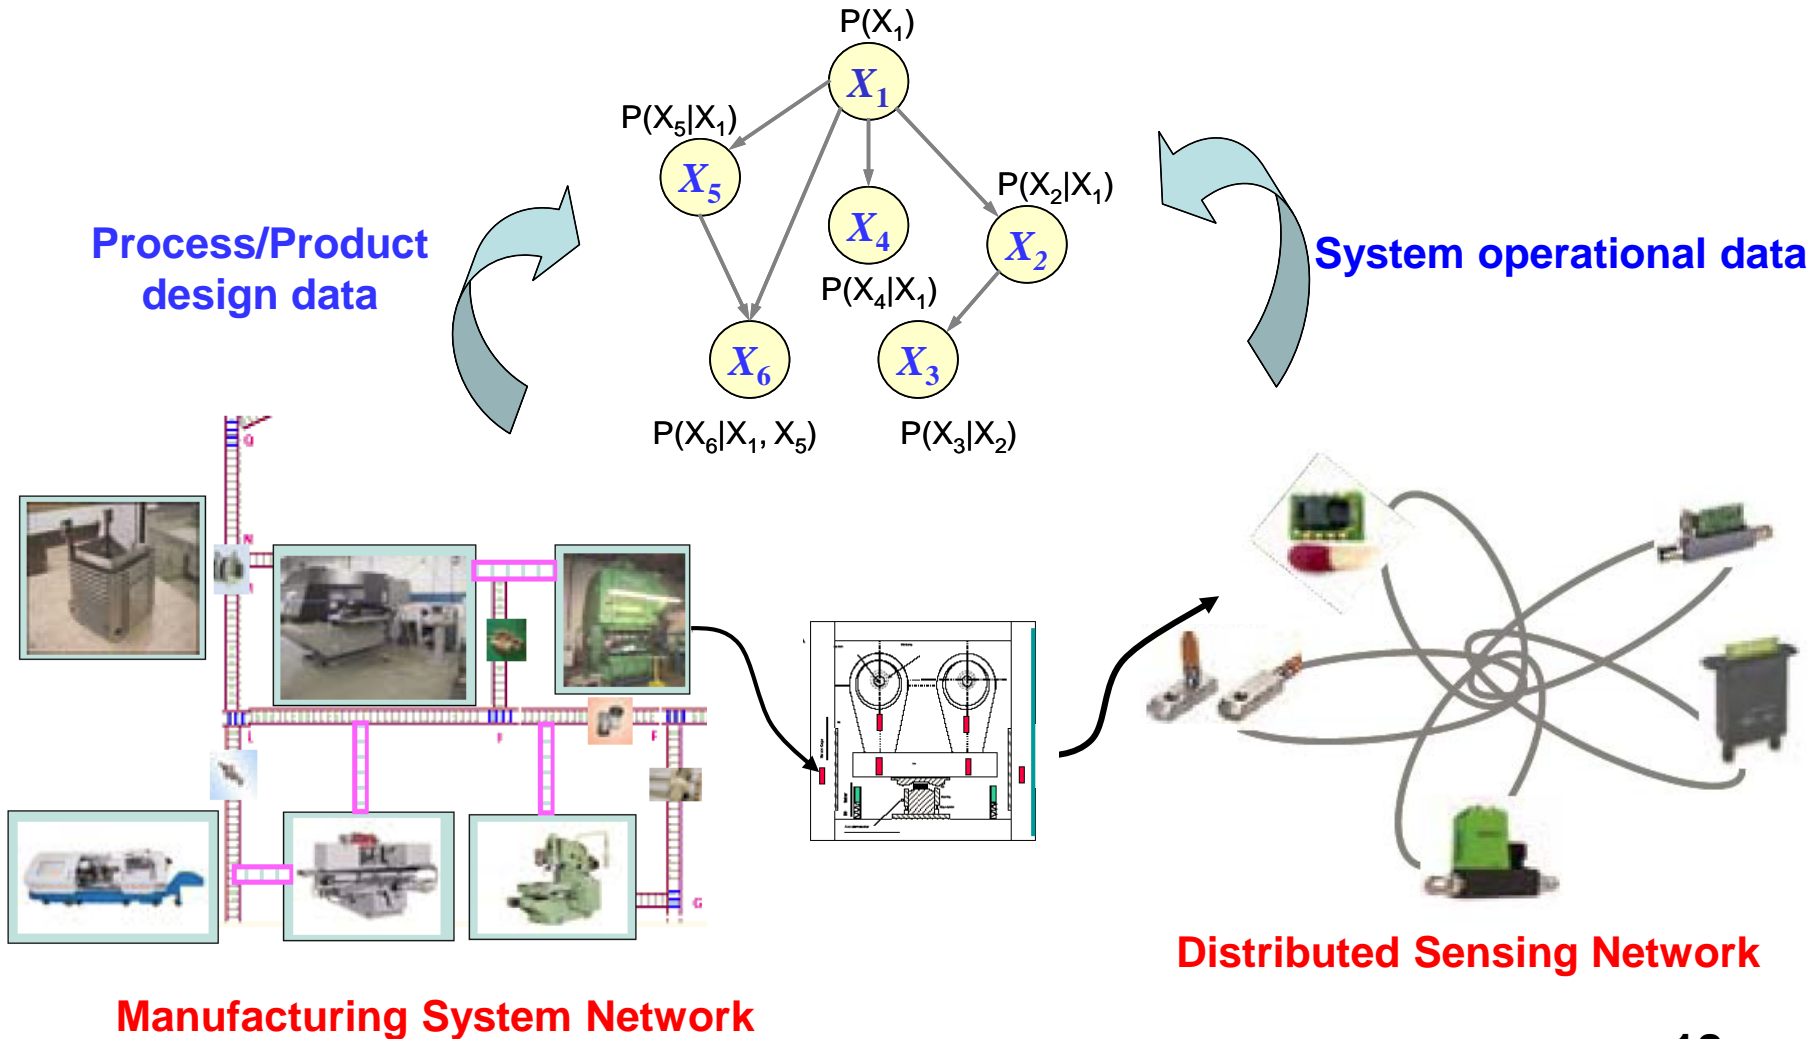 P(X₁)
X₁
P(X₅|X₁)
X₅
P(X₂|X₁)
X₄
X₂
P(X₄|X₁)
X₆
X₃
P(X₆|X₁, X₅)
P(X₃|X₂)
Process/Product
design data
System operational data
Q
N
L
F
G
Distributed Sensing Network
Manufacturing System Network